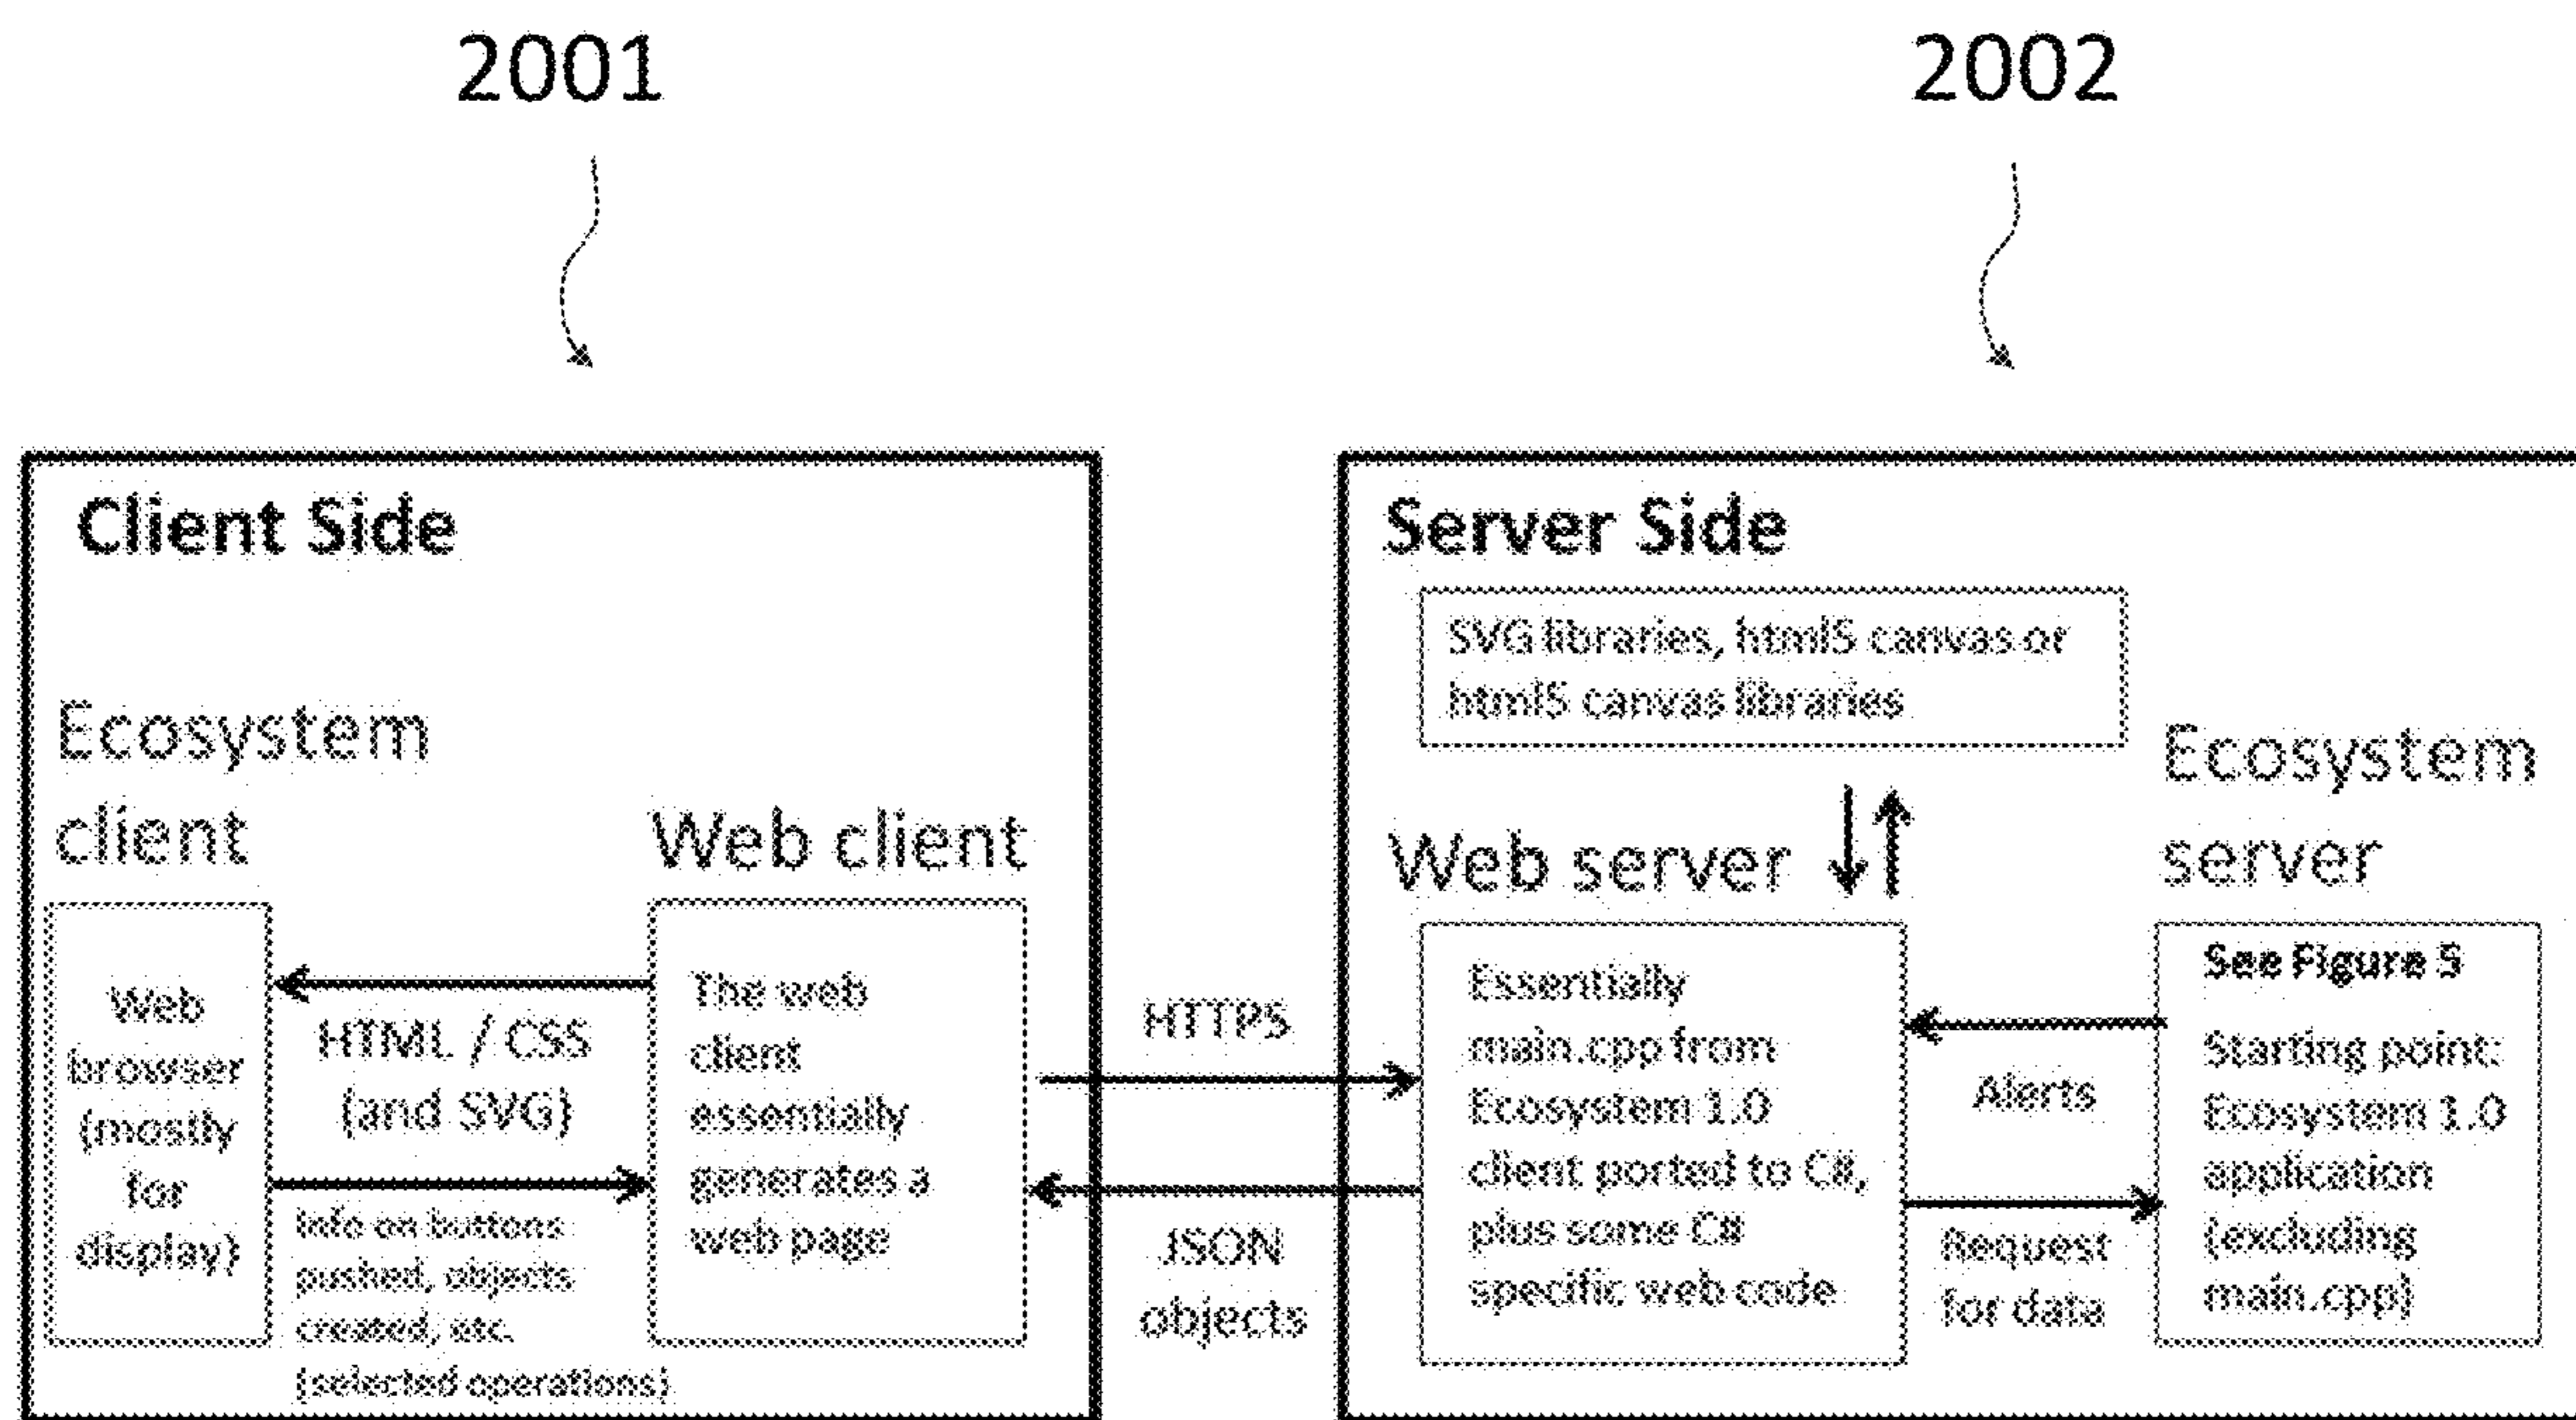 2001
2002
Client Side
Ecosystem
client
Web client
Web
browser
(mostly
for
display)
HTML / CSS
(and SVG)
Info on buttons
pushed, objects
created, etc.
(selected operations)
The web
client
essentially
generates a
web page
HTTPS
JSON
objects
Server Side
SVG libraries, html5 canvas or
html5 canvas libraries
Web server
Ecosystem
server
Essentially
main.cpp from
Ecosystem 1.0
client ported to C#,
plus some C#
specific web code
Alerts
Request
for data
See Figure 5
Starting point:
Ecosystem 1.0
application
(excluding
main.cpp)